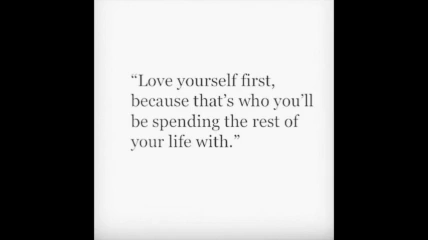 “Love yourself first,
because that’s who you’ll
be spending the rest of
your life with.”